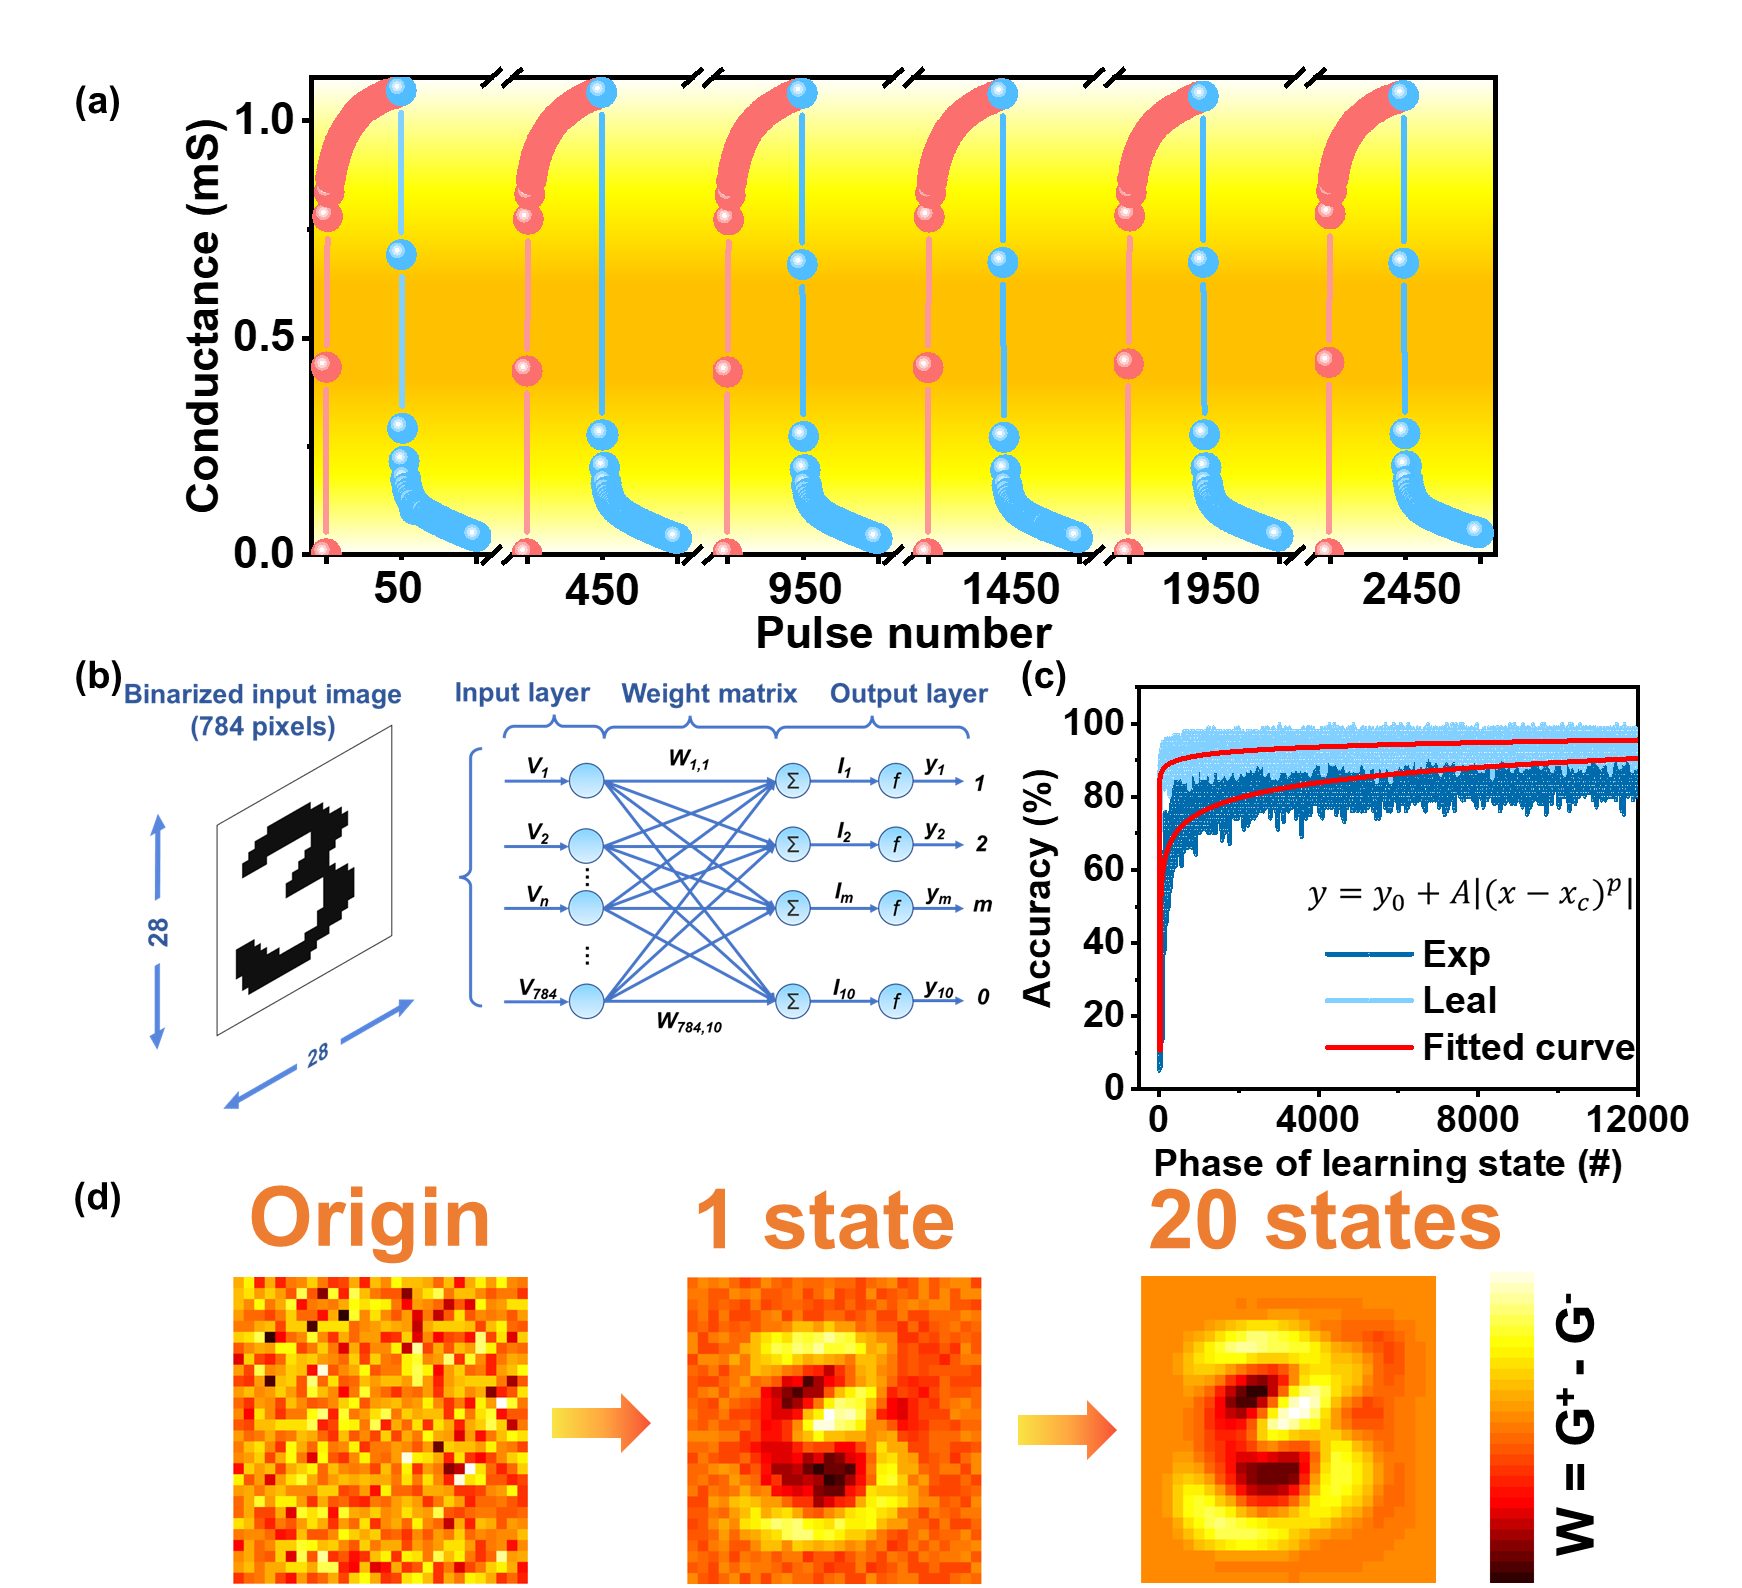 (a)
Conductance (mS)
1.0
0.5
0.0
50 450 950 1450 1950 2450
Pulse number
(b)
Binarized input image
(784 pixels)
28
28
Input layer Weight matrix Output layer
V1 W1,1 Σ I1 f y1 1
V2 Σ I2 f y2 2
⋮
Vn Σ Im f ym m
⋮
V784 W784,10 Σ I10 f y10 0
(c)
Accuracy (%)
100
80
60
40
20
0
y = y0 + A|(x − xc)^p|
Exp
Leal
Fitted curve
0 4000 8000 12000
Phase of learning state (#)
(d)
Origin 1 state 20 states
W = G+ - G-